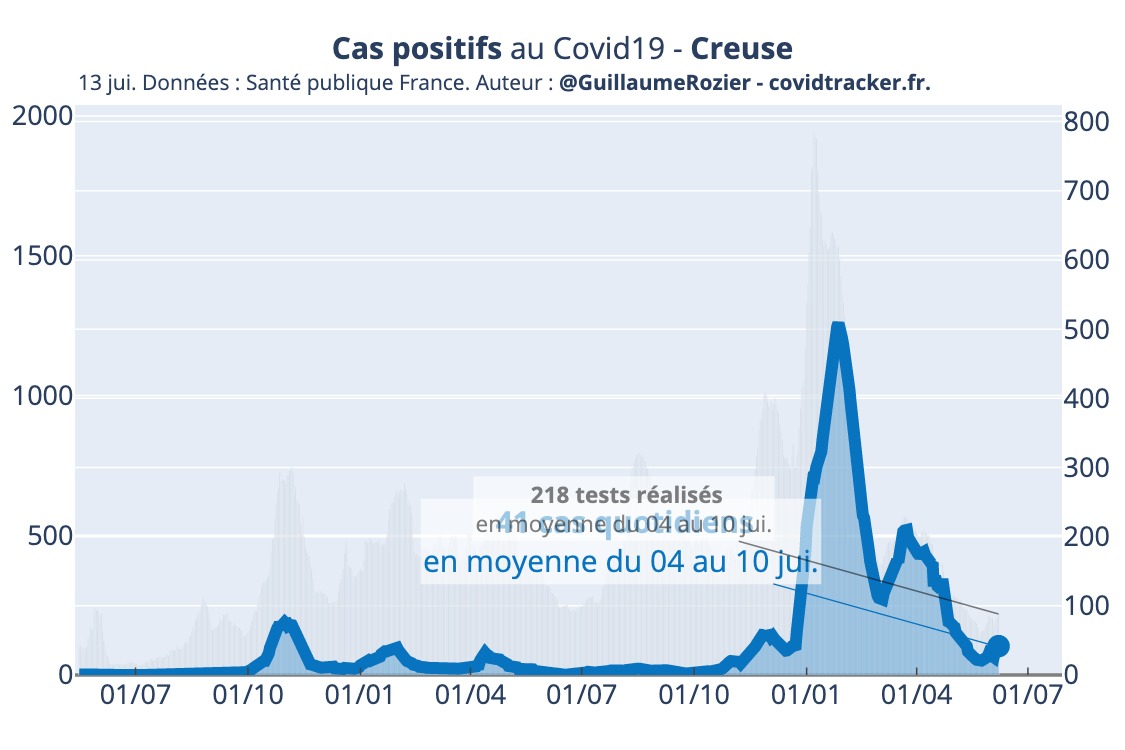 Cas positifs au Covid19 - Creuse
13 jui. Données : Santé publique France. Auteur : @GuillaumeRozier - covidtracker.fr.
2000
1500
1000
500
0
800
700
600
500
400
300
200
100
0
218 tests réalisés
en moyenne du 04 au 10 jui.
41 cas quotidiens
en moyenne du 04 au 10 jui.
01/07 01/10 01/01 01/04 01/07 01/10 01/01 01/04 01/07